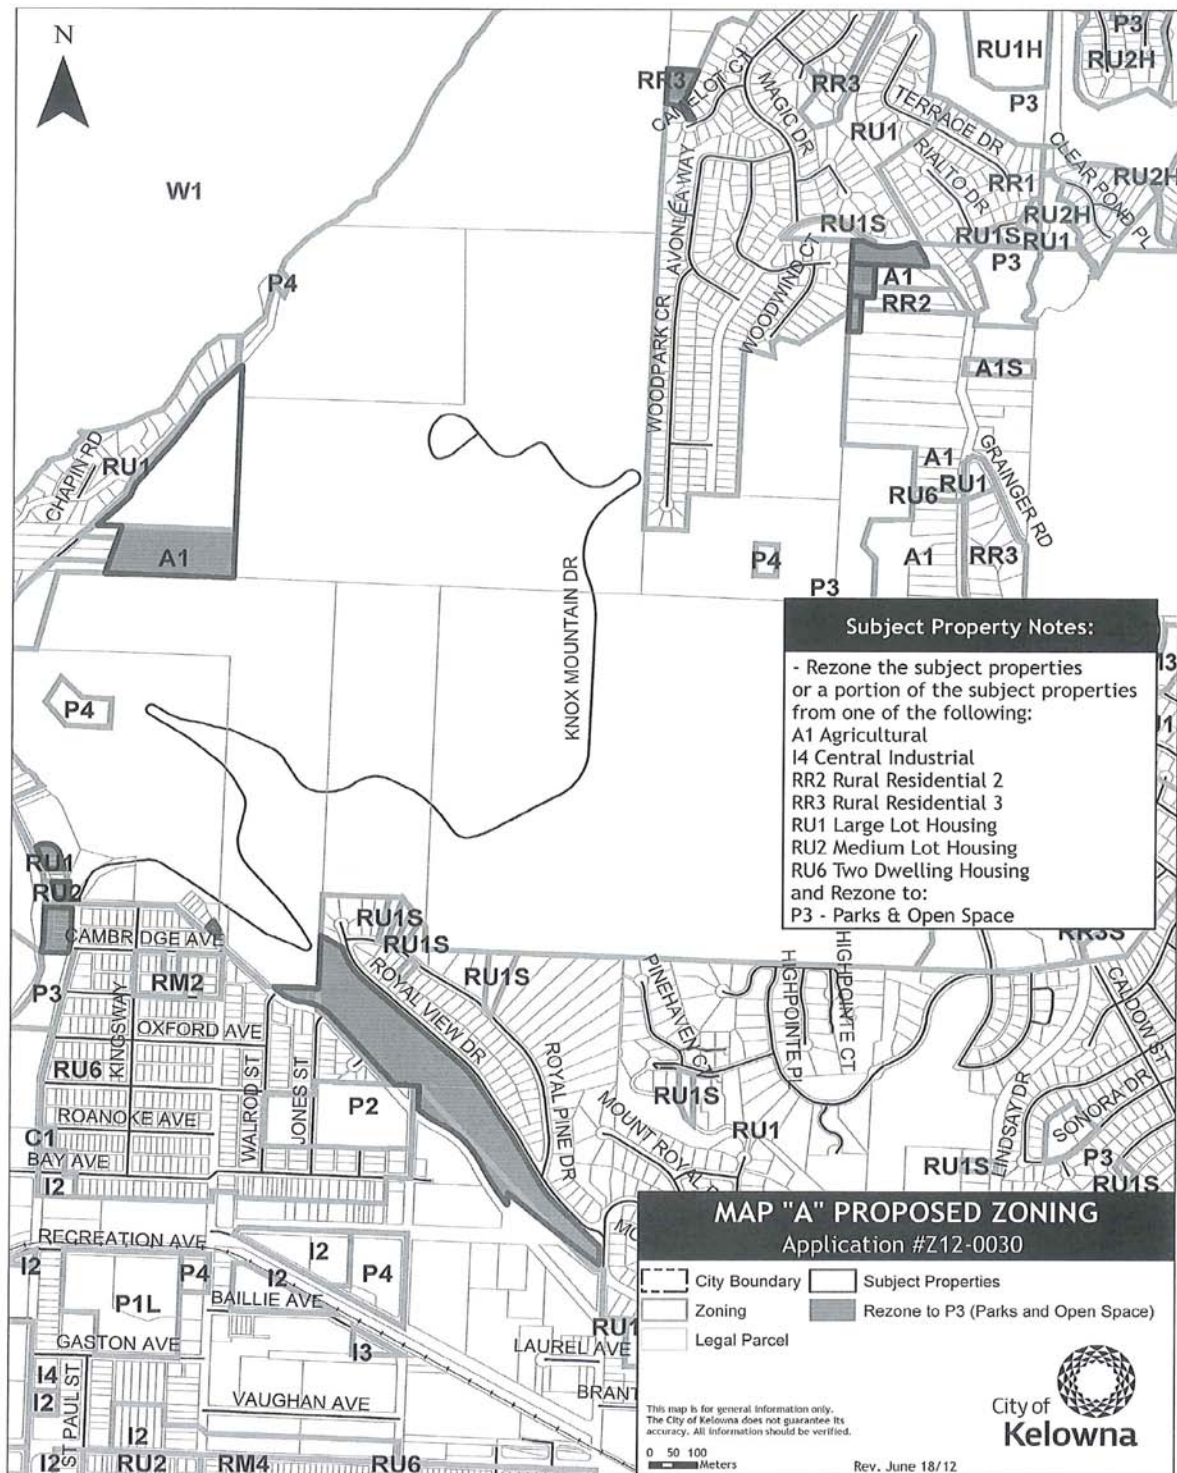 N
P3
RU1H
RU2H
RR3
CAMELOT CT
MAGIC DR
RR3
P3
RU1
TERRACE DR
CLEAR POND PL
W1
AVONLEA WAY
RIALTO DR
RR1
RU2H
RU2H
RU1S
RU1S
RU1
P3
P4
WOODPARK CR
WOODWIND CT
A1
RR2
A1S
CHAPIN RD
RU1
A1
GRAINGER RD
RU1
RU6
A1
KNOX MOUNTAIN DR
P4
A1
RR3
P3
Subject Property Notes:
- Rezone the subject properties
or a portion of the subject properties
from one of the following:
A1 Agricultural
I4 Central Industrial
RR2 Rural Residential 2
RR3 Rural Residential 3
RU1 Large Lot Housing
RU2 Medium Lot Housing
RU6 Two Dwelling Housing
and Rezone to:
P3 - Parks & Open Space
P4
RU1
RU2
CAMBRIDGE AVE
RU1S
RU1S
RU1S
RR3S
P3
KINGSWAY
RM2
OXFORD AVE
ROYAL VIEW DR
PINEHAVEN CT
HIGHPOINTE PL
HIGHPOINTE CT
CALDOW ST
RU6
WALROD ST
JONES ST
P2
ROYAL PINE DR
RU1S
LINDSAY DR
SONORA DR
ROANOKE AVE
C1
BAY AVE
I2
MOUNT ROYAL
RU1
RU1S
P3
RU1S
RECREATION AVE
I2
I2
P4
I2
P4
P1L
BAILLIE AVE
GASTON AVE
I3
RU1
LAUREL AVE
I4
I2
ST PAUL ST
VAUGHAN AVE
I2
I2
RU2
RM4
RU6
MAP "A" PROPOSED ZONING
Application #Z12-0030
City Boundary
Subject Properties
Zoning
Rezone to P3 (Parks and Open Space)
Legal Parcel
This map is for general information only.
The City of Kelowna does not guarantee its
accuracy. All information should be verified.
0 50 100
Meters
Rev. June 18/12
City of
Kelowna